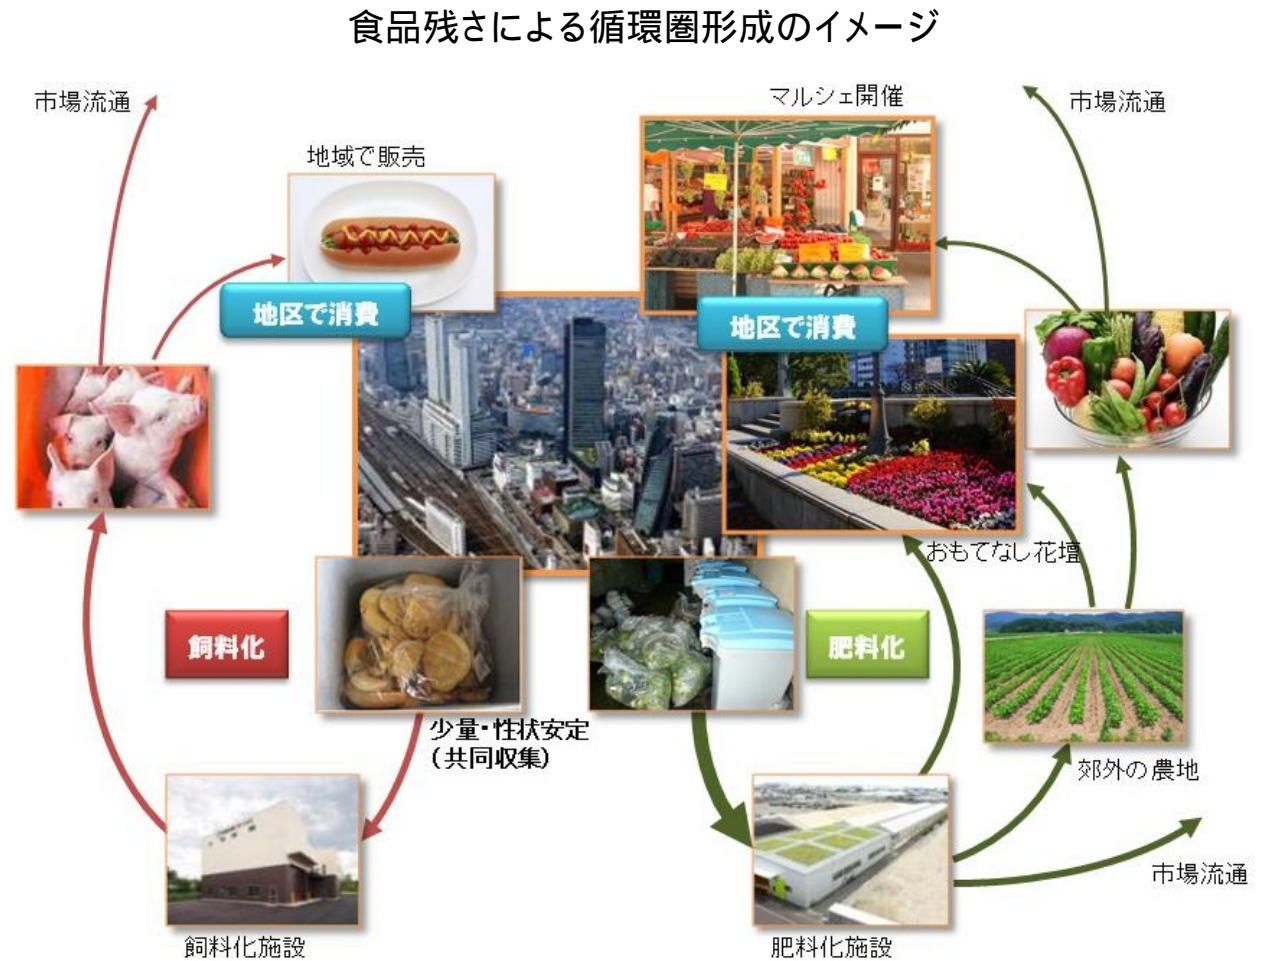 食品残さによる循環圏形成のイメージ
市場流通
マルシェ開催
市場流通
地域で販売
地区で消費
地区で消費
おもてなし花壇
飼料化
肥料化
少量・性状安定
(共同収集)
郊外の農地
市場流通
飼料化施設
肥料化施設